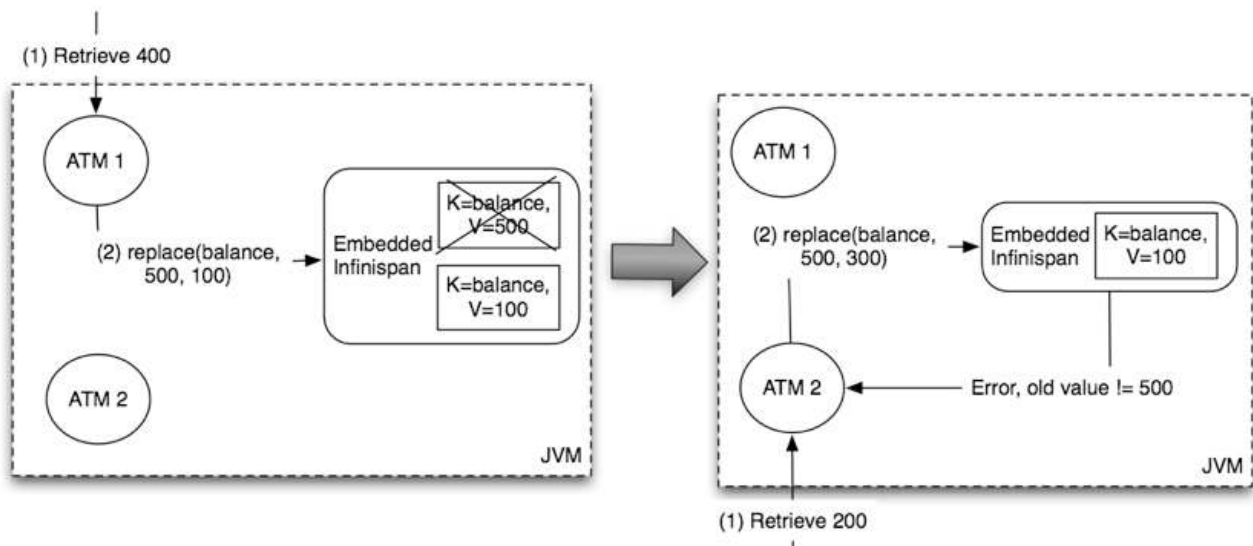 (1) Retrieve 400
ATM 1
(2) replace(balance,
500, 100)
Embedded
Infinispan
K=balance,
V=500
K=balance,
V=100
ATM 2
JVM
ATM 1
(2) replace(balance,
500, 300)
Embedded
Infinispan
K=balance,
V=100
ATM 2
Error, old value != 500
JVM
(1) Retrieve 200